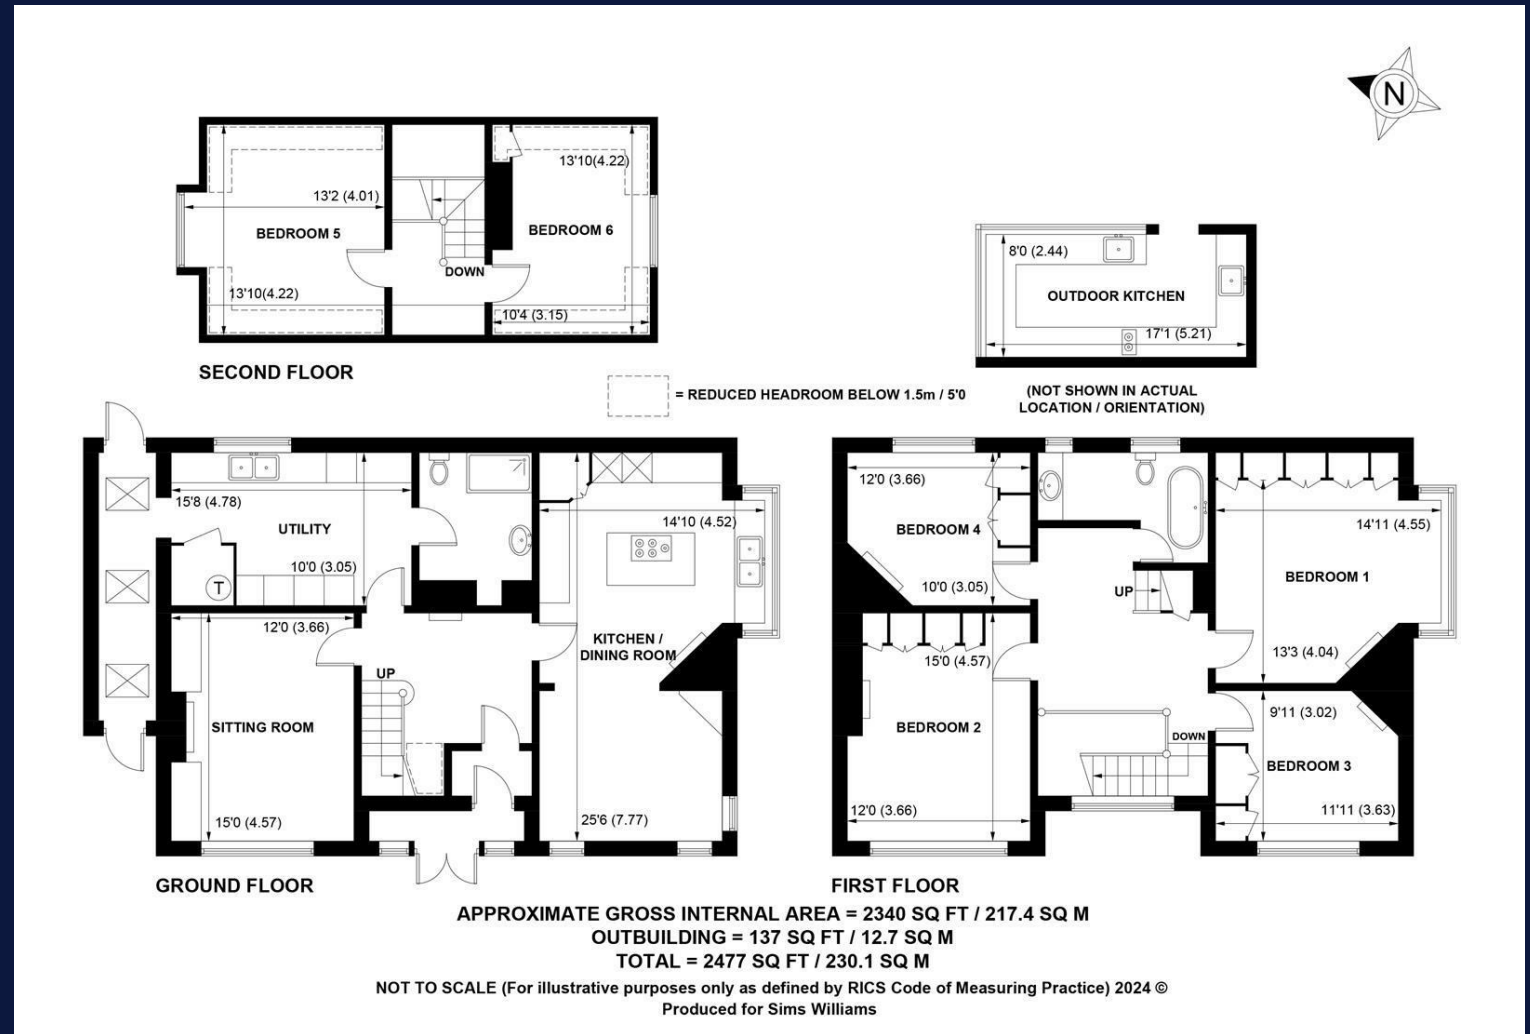 N
13'2 (4.01)
BEDROOM 5
13'10(4.22)
DOWN
13'10(4.22)
BEDROOM 6
10'4 (3.15)
SECOND FLOOR
8'0 (2.44)
OUTDOOR KITCHEN
17'1 (5.21)
(NOT SHOWN IN ACTUAL
LOCATION / ORIENTATION)
= REDUCED HEADROOM BELOW 1.5m / 5'0
15'8 (4.78)
UTILITY
10'0 (3.05)
T
14'10 (4.52)
KITCHEN /
DINING ROOM
25'6 (7.77)
12'0 (3.66)
SITTING ROOM
15'0 (4.57)
UP
GROUND FLOOR
12'0 (3.66)
BEDROOM 4
10'0 (3.05)
UP
14'11 (4.55)
BEDROOM 1
13'3 (4.04)
15'0 (4.57)
BEDROOM 2
12'0 (3.66)
DOWN
9'11 (3.02)
BEDROOM 3
11'11 (3.63)
FIRST FLOOR
APPROXIMATE GROSS INTERNAL AREA = 2340 SQ FT / 217.4 SQ M
OUTBUILDING = 137 SQ FT / 12.7 SQ M
TOTAL = 2477 SQ FT / 230.1 SQ M
NOT TO SCALE (For illustrative purposes only as defined by RICS Code of Measuring Practice) 2024 ©
Produced for Sims Williams